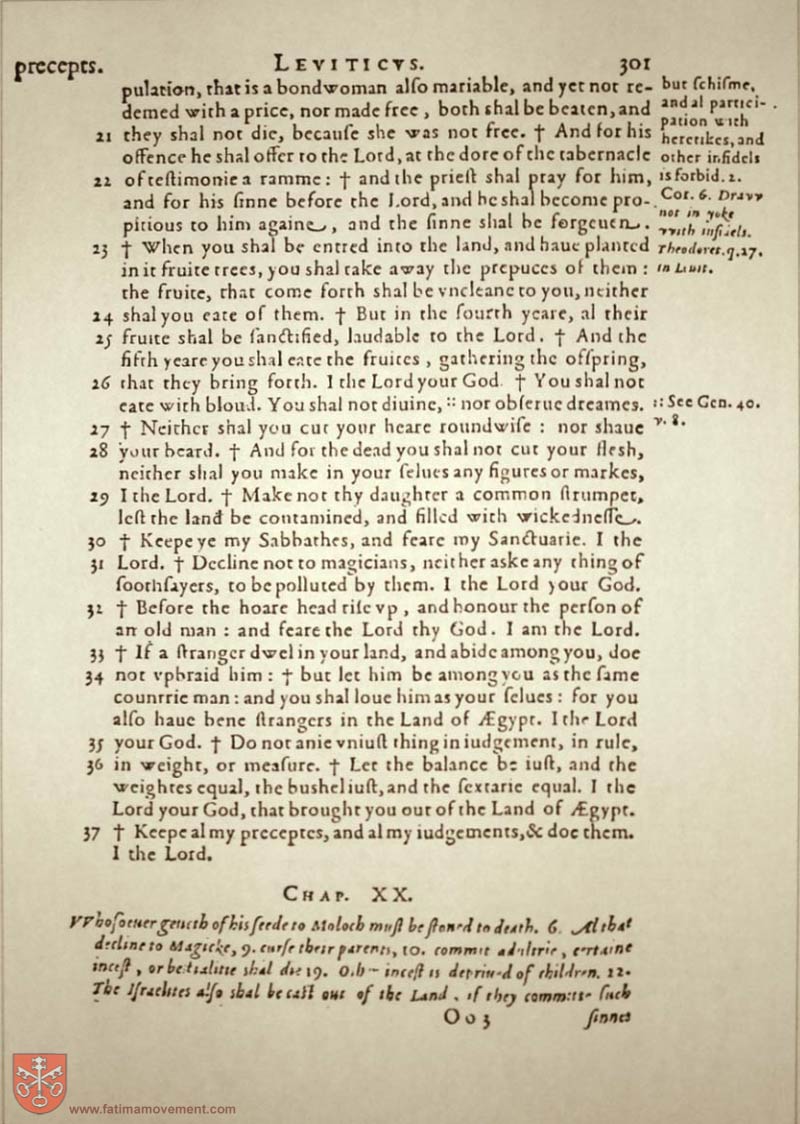 precepts. LEVITICVS. 301
pulation, that is a bondwoman alſo mariable, and yet not re-
demed with a price, nor made free, both shal be beaten, and
21 they shal not die, becauſe she was not free. † And for his
offence he shal offer to the Lord, at the dore of the tabernacle
22 of teſtimonie a ramme: † and the prieſt shal pray for him,
and for his ſinne before the Lord, and he shal become pro-
pitious to him againe, and the ſinne shal be forgeuen.
23 † When you shal be entred into the land, and haue planted
in it fruite trees, you shal take away the prepuces of them:
the fruite, that come forth shal be vncleane to you, neither
24 shal you eate of them. † But in the fourth yeare, al their
25 fruite shal be ſanctified, laudable to the Lord. † And the
fifth yeare you shal eate the fruites, gathering the ofſpring,
26 that they bring forth. I the Lord your God. † You shal not
eate with bloud. You shal not diuine, :: nor obſerue dreames.
27 † Neither shal you cut your heare roundwiſe: nor shaue
28 your beard. † And for the dead you shal not cut your flesh,
neither shal you make in your ſelues any figures or markes,
29 I the Lord. † Make not thy daughter a common ſtrumpet,
leſt the land be contamined, and filled with wickedneſſe.
30 † Keepe ye my Sabbathes, and feare my Sanctuarie. I the
31 Lord. † Decline not to magicians, neither aske any thing of
ſoothſayers, to be polluted by them. I the Lord your God.
32 † Before the hoare head riſe vp, and honour the perſon of
an old man: and feare the Lord thy God. I am the Lord.
33 † If a ſtranger dwel in your land, and abide among you, doe
34 not vpbraid him: † but let him be among you as the ſame
countrie man: and you shal loue him as your ſelues: for you
alſo haue bene ſtrangers in the Land of Ægypt. I the Lord
35 your God. † Do not anie vniuſt thing in iudgement, in rule,
36 in weight, or meaſure. † Let the balance be iuſt, and the
weightes equal, the bushel iuſt, and the ſextarie equal. I the
Lord your God, that brought you out of the Land of Ægypt.
37 † Keepe al my preceptes, and al my iudgements, & doe them.
I the Lord.
but ſchiſme,
and al partici-
pation with
heretikes, and
other infidels
is forbid. 2.
Cor. 6. Dravv
not in yoke
vvith infidels.
Theodoret. q. 27.
in Leuit.
:: See Gen. 40.
v. 8.
CHAP. XX.
VVhoſoeuer geueth of his ſeede to Moloch muſt be ſtoned to death. 6. Al that
decline to Magicke, 9. curſe their parents, 10. commit adulterie, certaine
inceſt, or beſtialitie shal die 19. Other inceſt is depriued of children. 22.
The Iſraelites alſo shal be caſt out of the Land, if they committe ſuch
Oo 3 ſinnes
www.fatimamovement.com